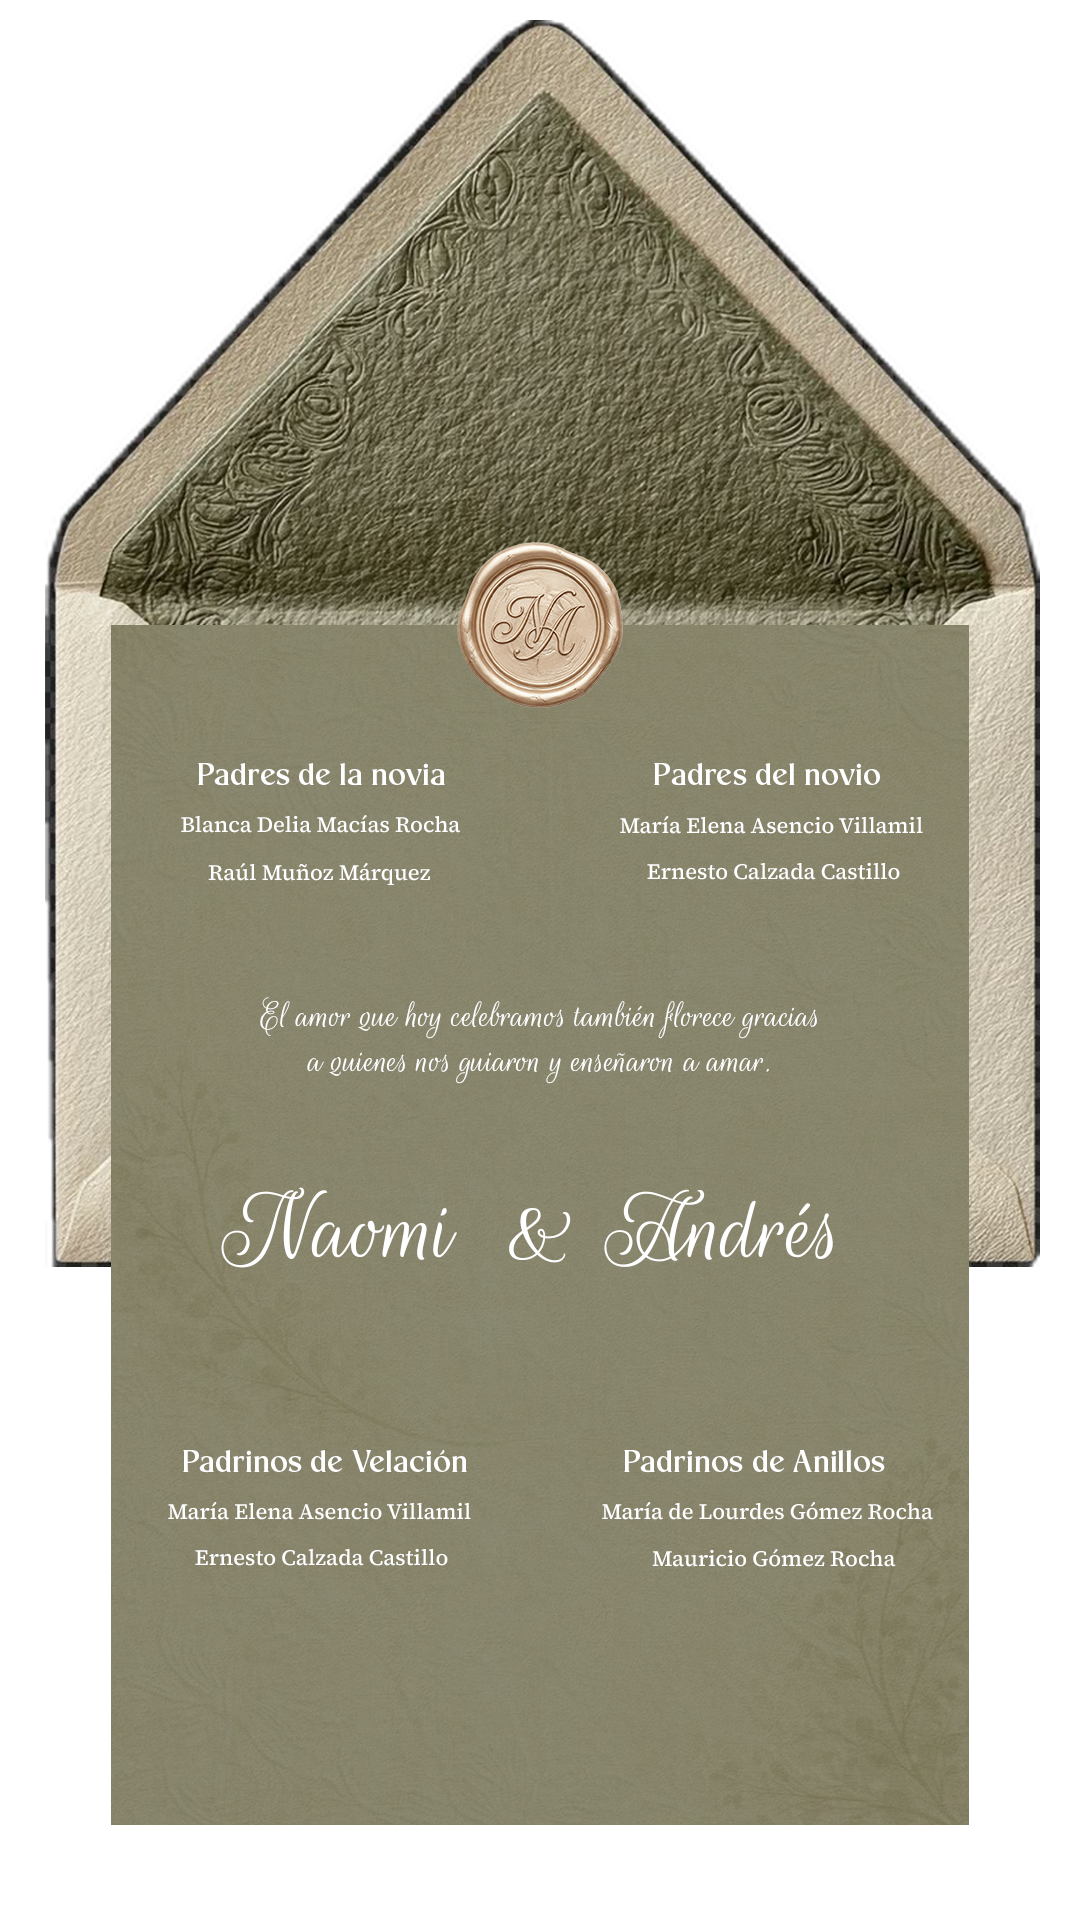 NA
Padres de la novia
Blanca Delia Macías Rocha
Raúl Muñoz Márquez
Padres del novio
María Elena Asencio Villamil
Ernesto Calzada Castillo
El amor que hoy celebramos también florece gracias
a quienes nos guiaron y enseñaron a amar.
Naomi & Andrés
Padrinos de Velación
María Elena Asencio Villamil
Ernesto Calzada Castillo
Padrinos de Anillos
María de Lourdes Gómez Rocha
Mauricio Gómez Rocha